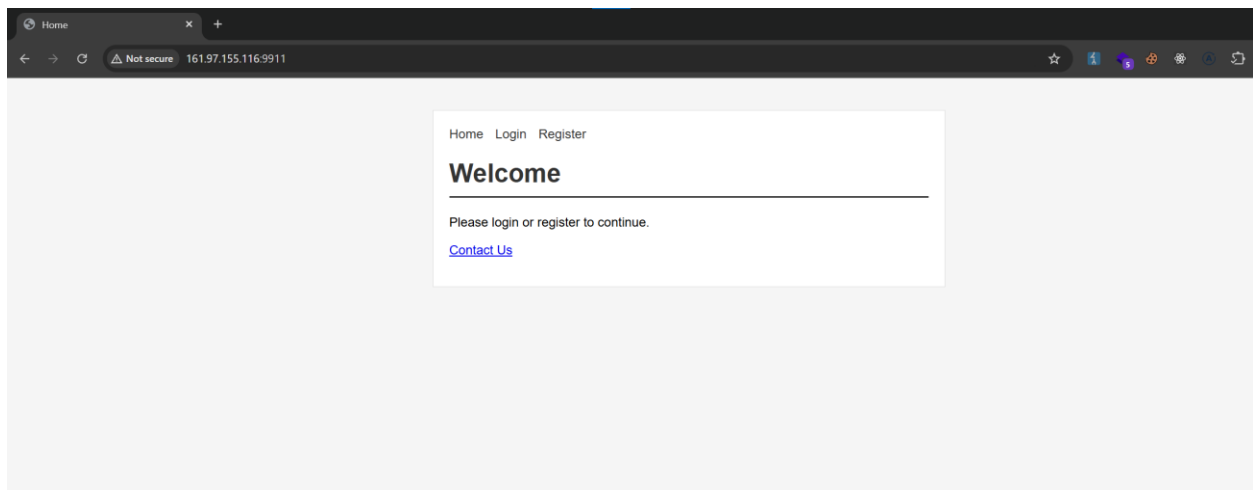 Home
Not secure 161.97.155.116:9911
5
Home Login Register
Welcome
Please login or register to continue.
Contact Us